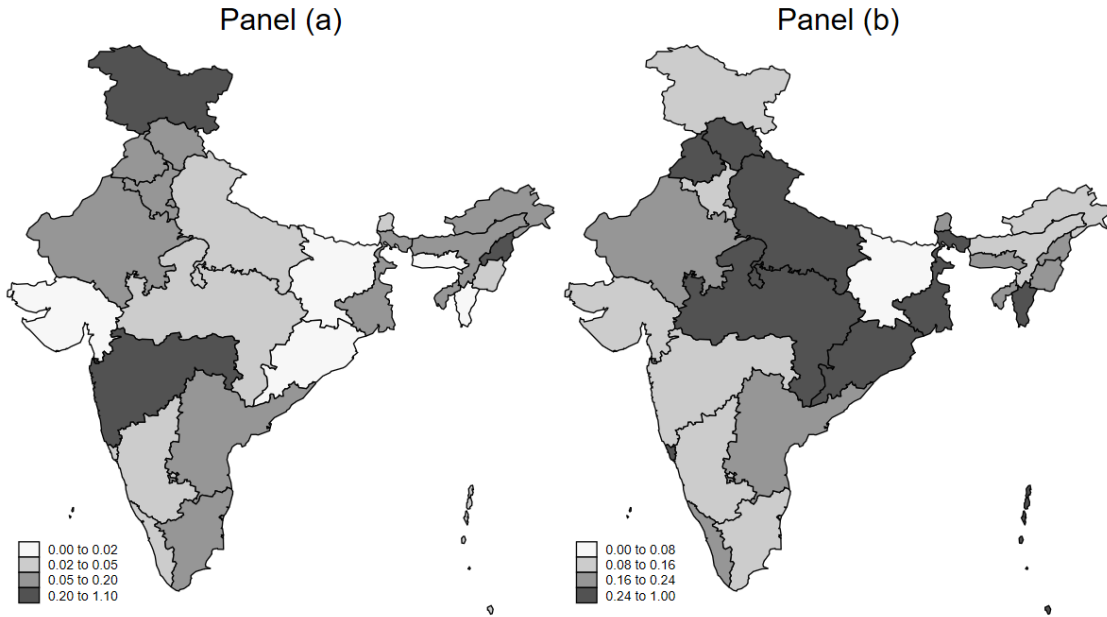 Panel (a)
Panel (b)
0.00 to 0.02
0.02 to 0.05
0.05 to 0.20
0.20 to 1.10
0.00 to 0.08
0.08 to 0.16
0.16 to 0.24
0.24 to 1.00